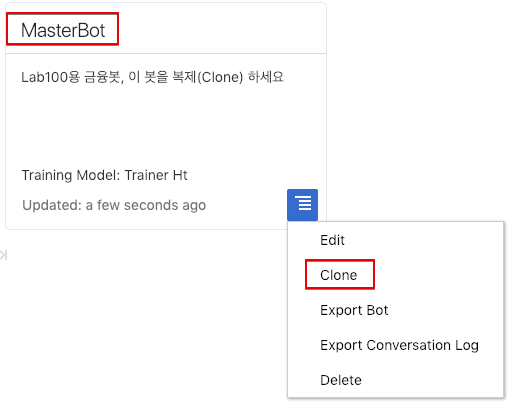 MasterBot
Lab100용 금융봇, 이 봇을 복제(Clone) 하세요
Training Model: Trainer Ht
Updated: a few seconds ago
Edit
Clone
Export Bot
Export Conversation Log
Delete